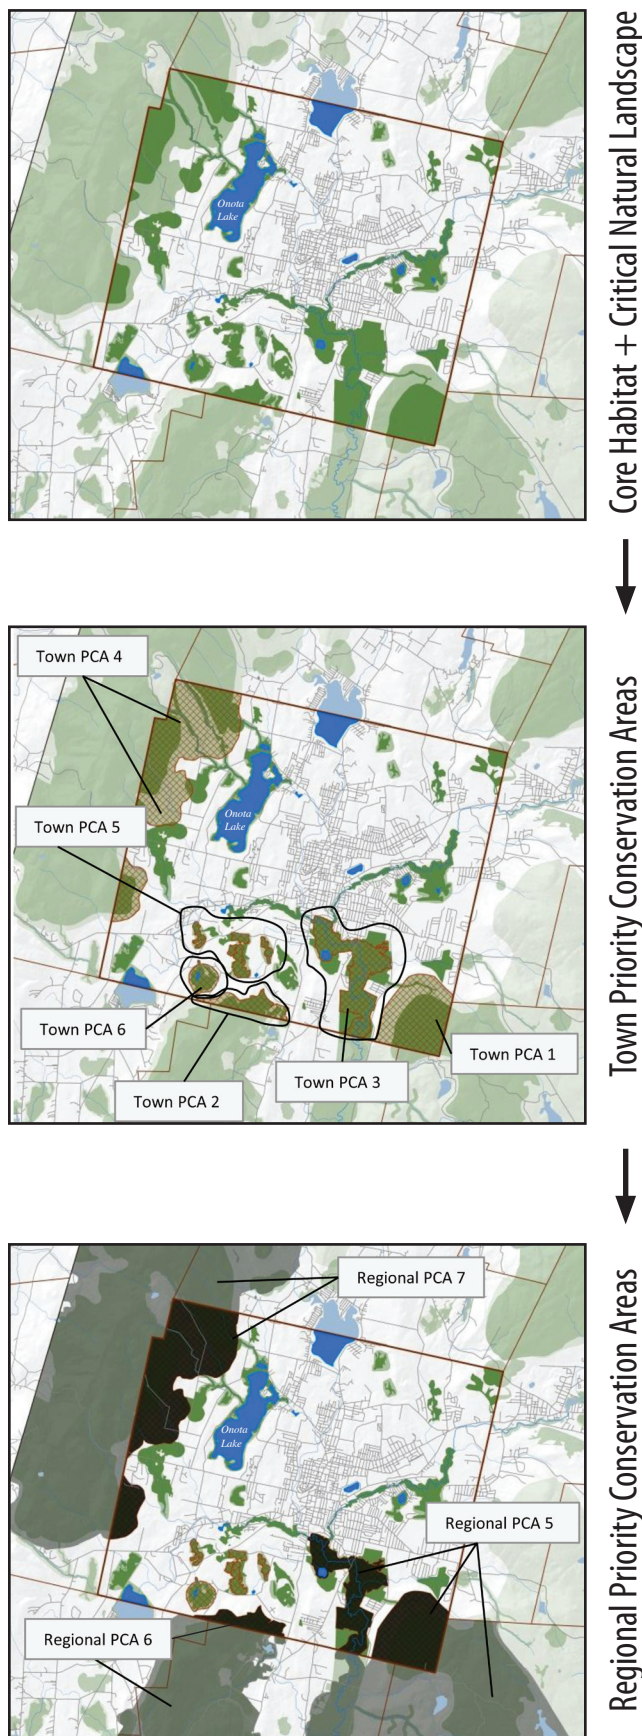 Core Habitat + Critical Natural Landscape
Onota
Lake
Town Priority Conservation Areas
Town PCA 4
Town PCA 5
Onota
Lake
Town PCA 6
Town PCA 2
Town PCA 3
Town PCA 1
Regional Priority Conservation Areas
Regional PCA 7
Onota
Lake
Regional PCA 5
Regional PCA 6